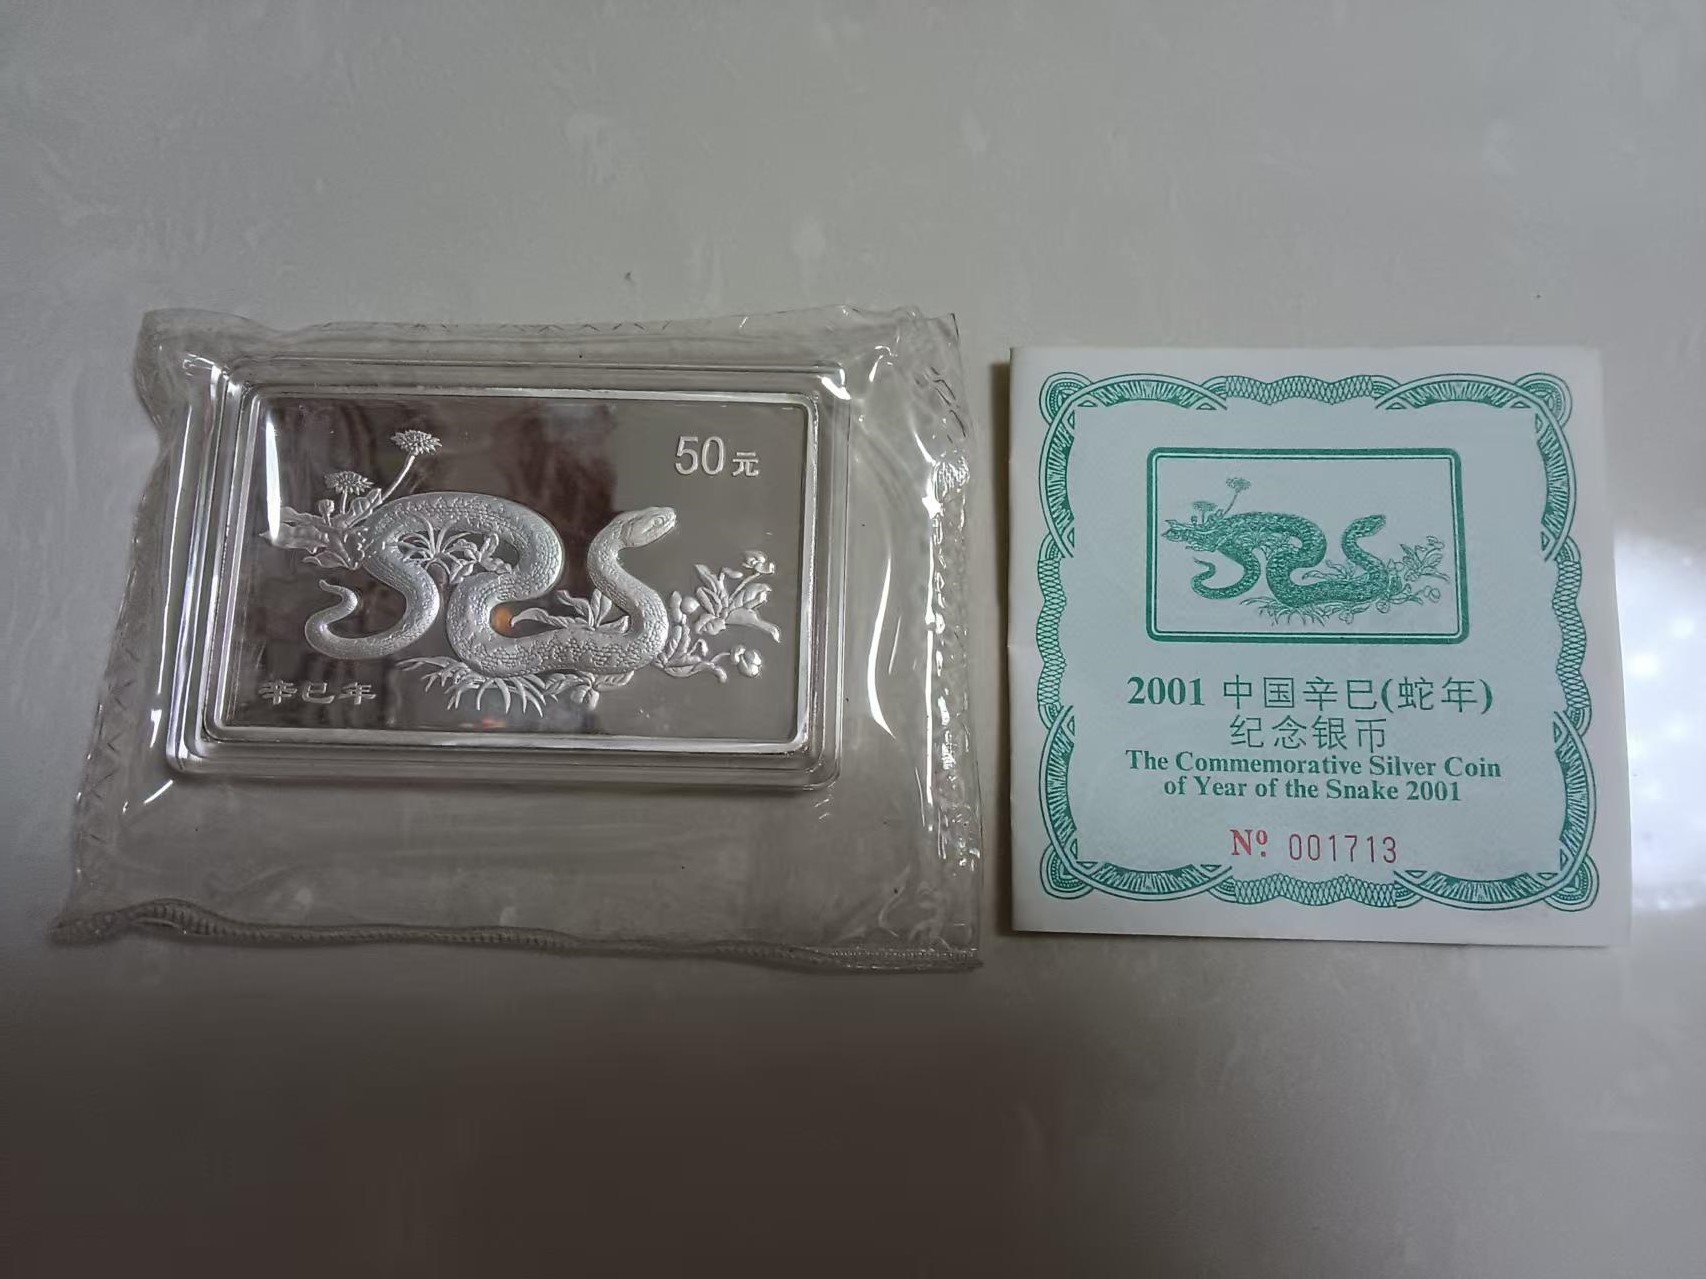 50元
辛巳年
2001 中国辛巳(蛇年)
纪念银币
The Commemorative Silver Coin
of Year of the Snake 2001
Nº 001713